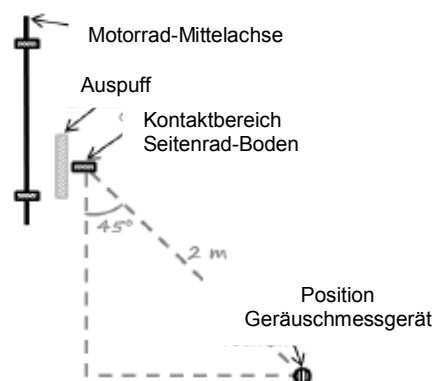 Motorrad-Mittelachse
Auspuff
Kontaktbereich
Seitenrad-Boden
45°
2 m
Position
Geräuschmessgerät